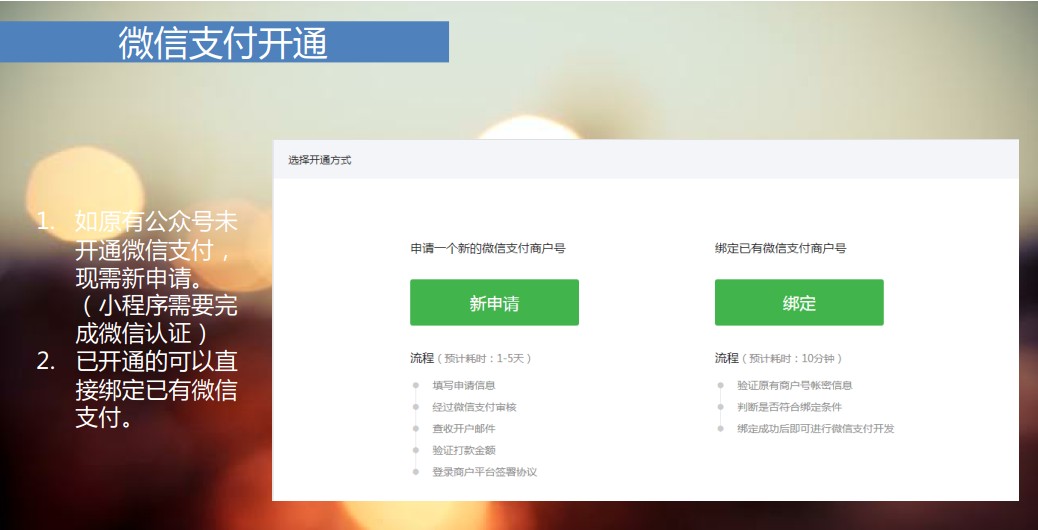 微信支付开通
1. 如原有公众号未
开通微信支付，
现需新申请。
（小程序需要完
成微信认证）
2. 已开通的可以直
接绑定已有微信
支付。
选择开通方式
申请一个新的微信支付商户号
新申请
流程（预计耗时：1-5天）
填写申请信息
经过微信支付审核
查收开户邮件
验证打款金额
登录商户平台签署协议
绑定已有微信支付商户号
绑定
流程（预计耗时：10分钟）
验证原有商户号帐密信息
判断是否符合绑定条件
绑定成功后即可进行微信支付开发